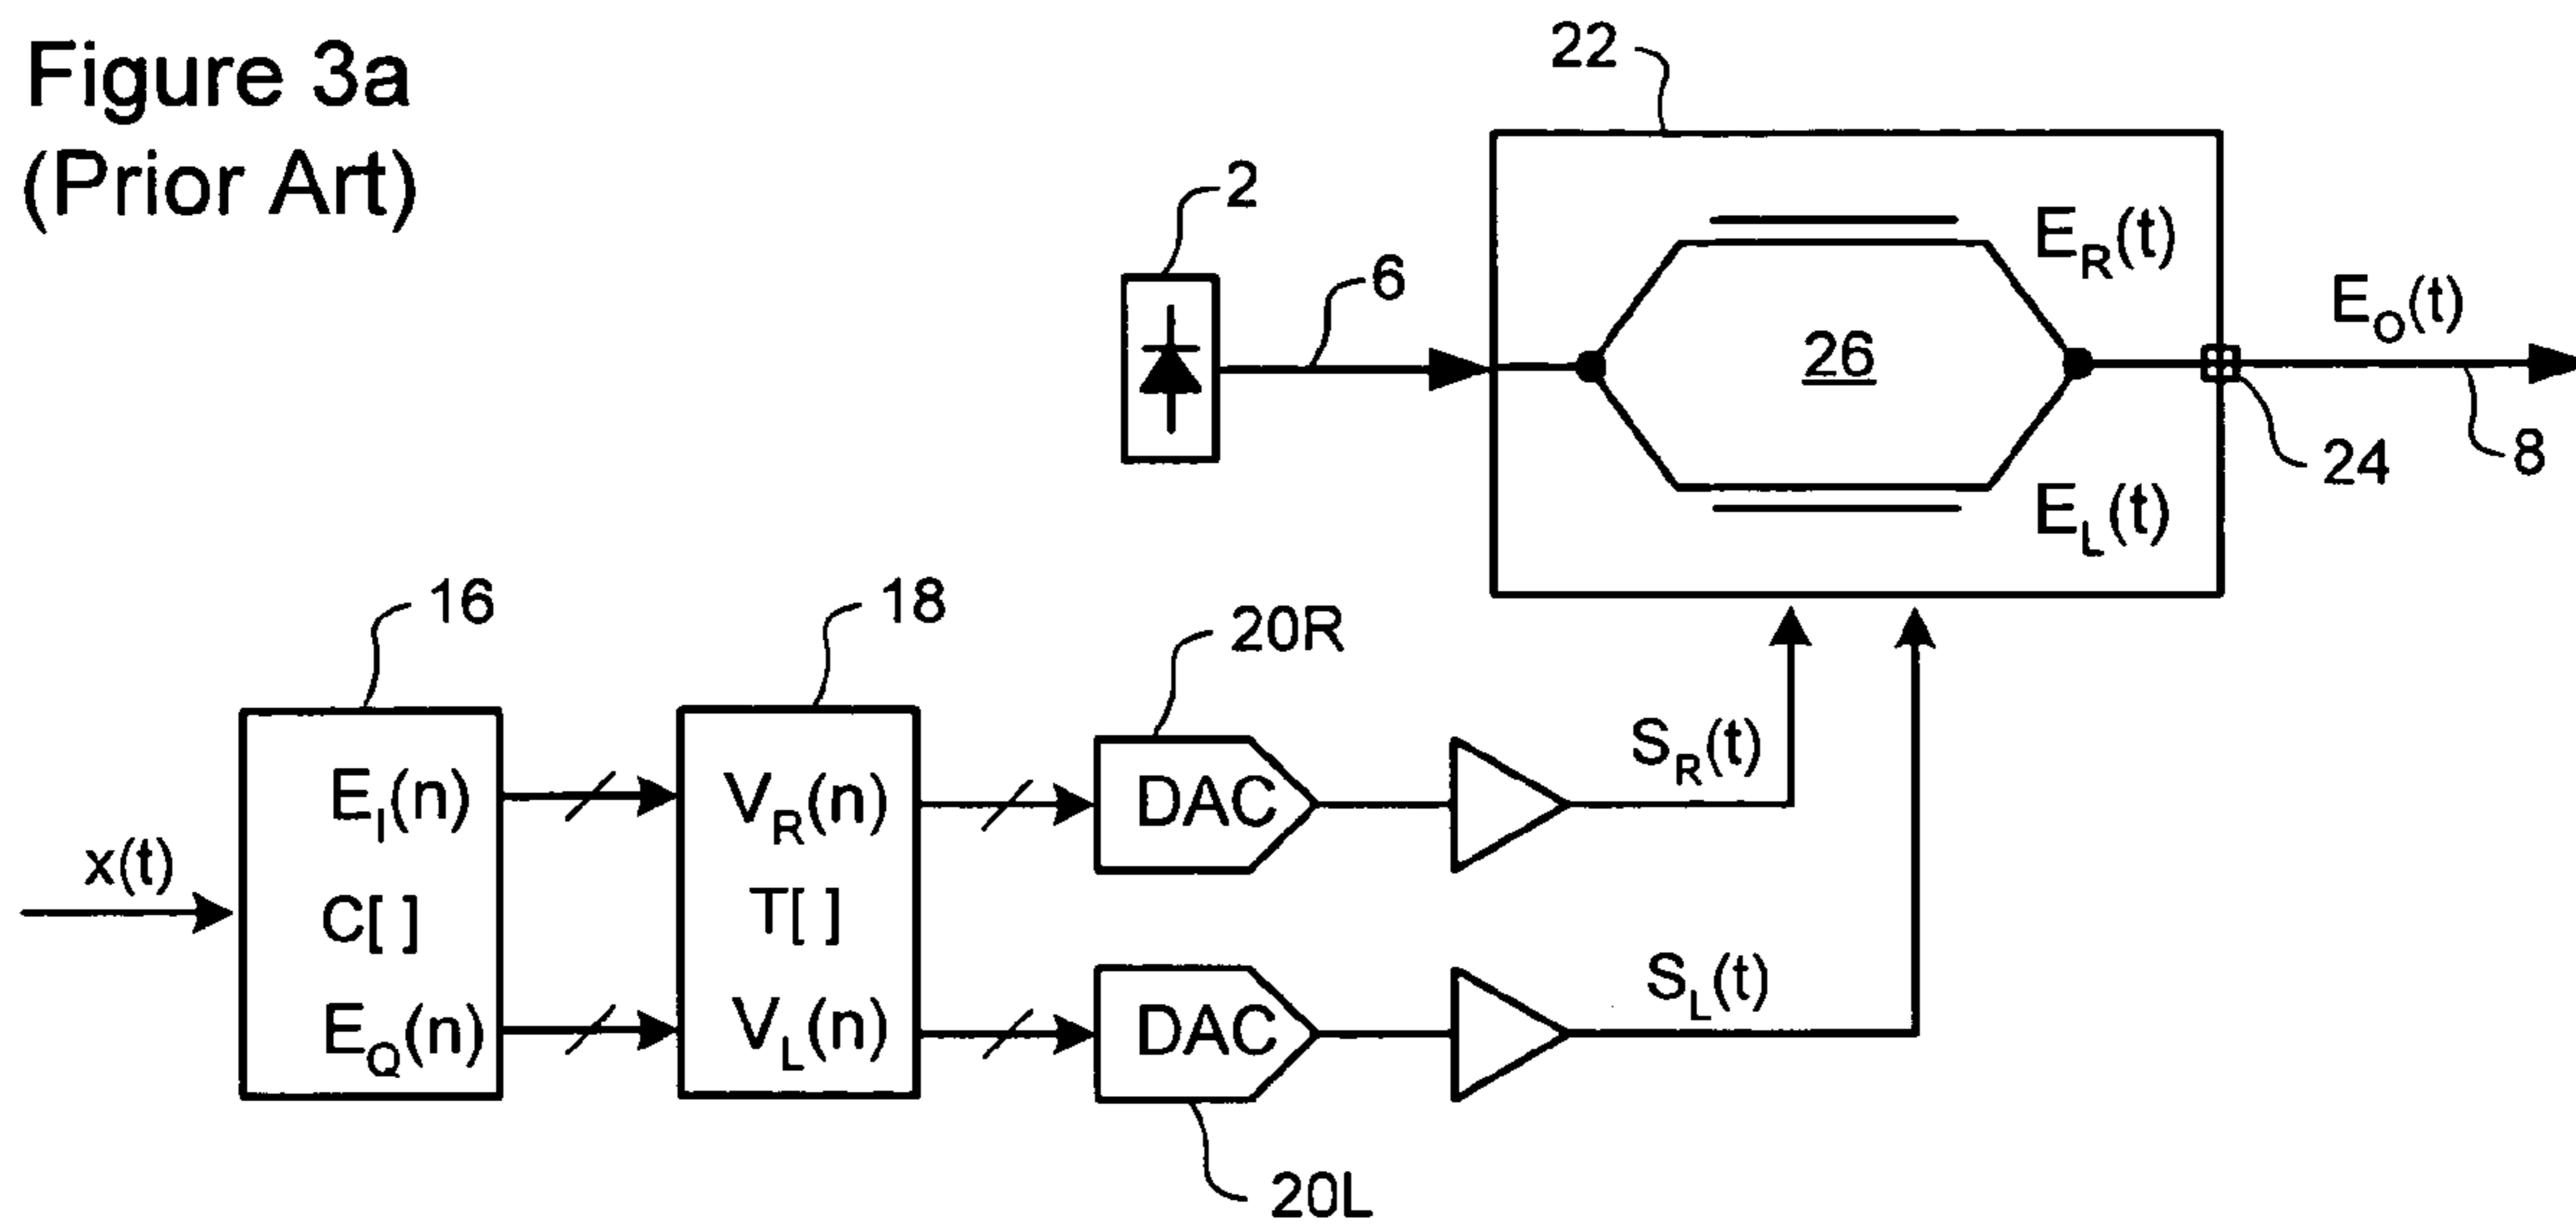 Figure 3a
(Prior Art)
22
2
6
E_R(t)
E_O(t)
26
24
8
E_L(t)
16
18
20R
x(t)
E_I(n)
C[ ]
E_Q(n)
V_R(n)
T[ ]
V_L(n)
DAC
S_R(t)
DAC
S_L(t)
20L